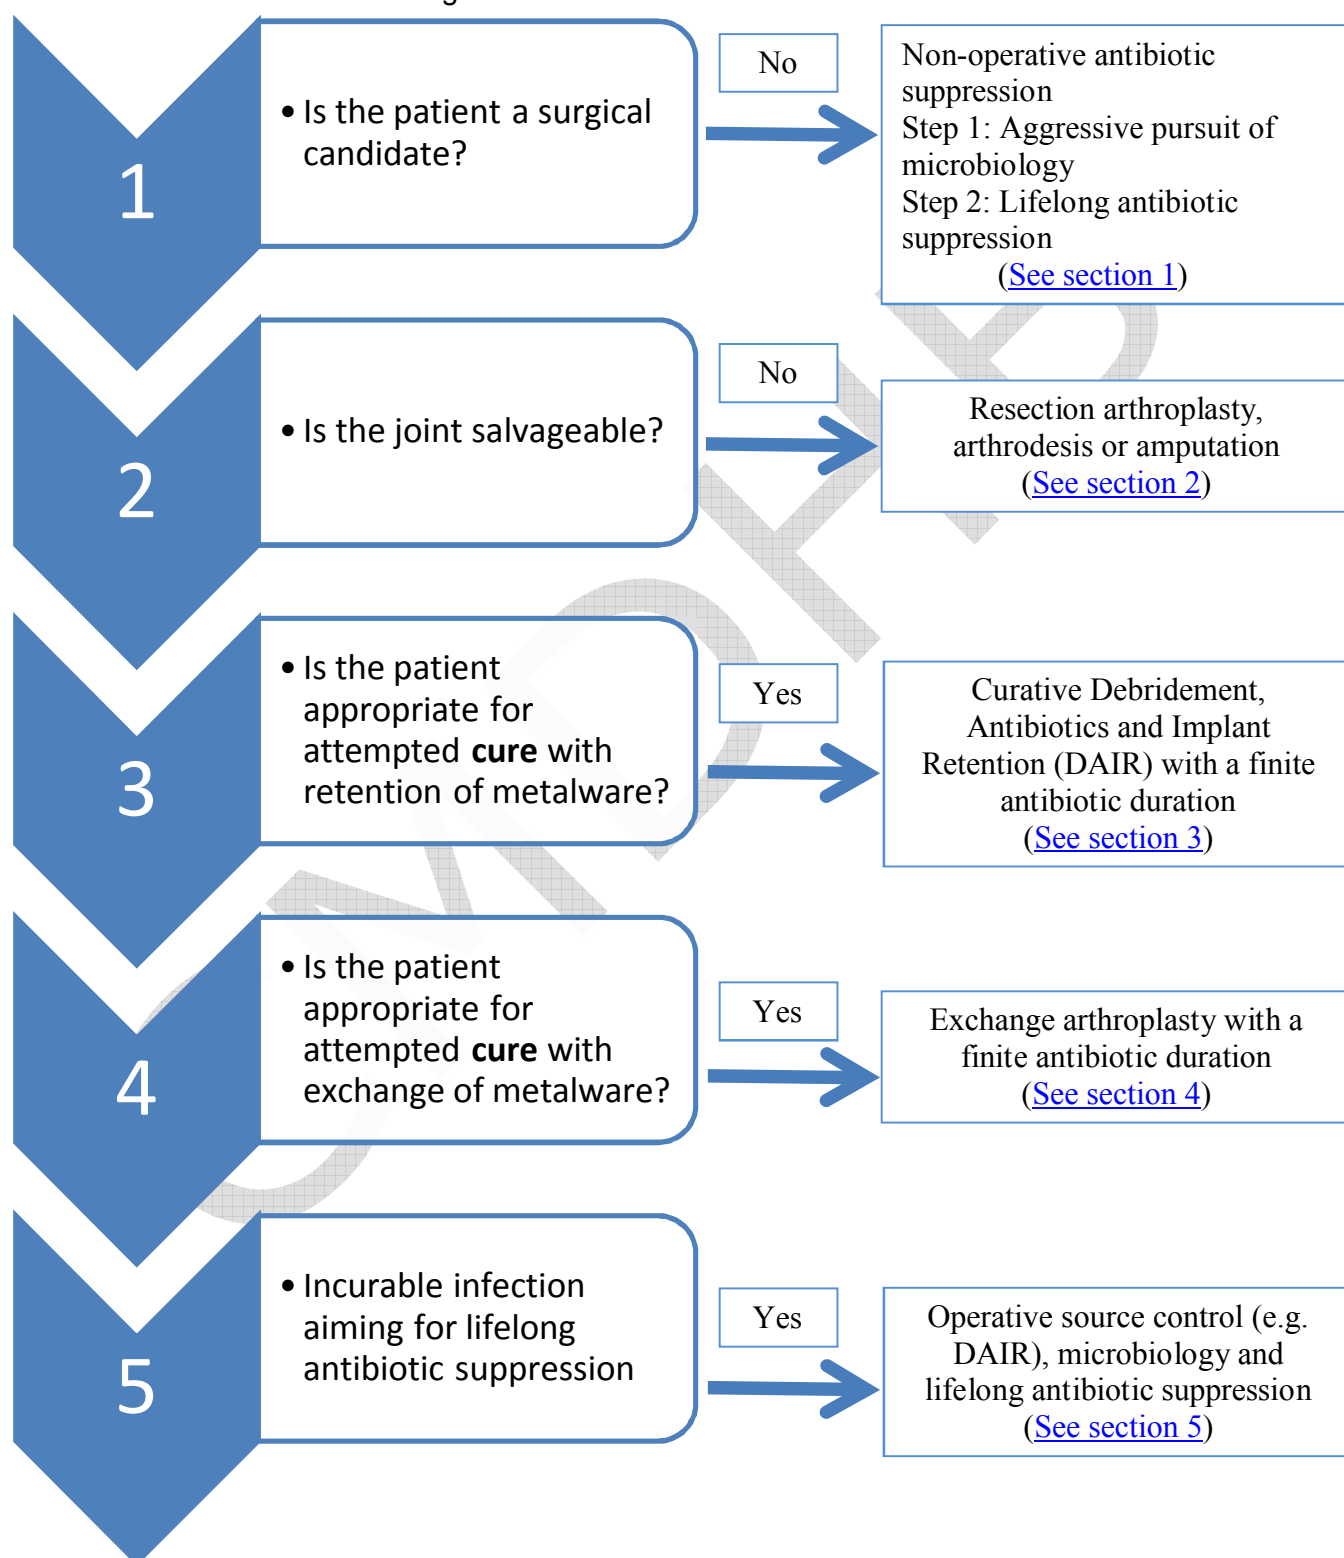 1
• Is the patient a surgical
candidate?
No
Non-operative antibiotic
suppression
Step 1: Aggressive pursuit of
microbiology
Step 2: Lifelong antibiotic
suppression
(See section 1)
2
• Is the joint salvageable?
No
Resection arthroplasty,
arthrodesis or amputation
(See section 2)
3
• Is the patient
appropriate for
attempted cure with
retention of metalware?
Yes
Curative Debridement,
Antibiotics and Implant
Retention (DAIR) with a finite
antibiotic duration
(See section 3)
4
• Is the patient
appropriate for
attempted cure with
exchange of metalware?
Yes
Exchange arthroplasty with a
finite antibiotic duration
(See section 4)
5
• Incurable infection
aiming for lifelong
antibiotic suppression
Yes
Operative source control (e.g.
DAIR), microbiology and
lifelong antibiotic suppression
(See section 5)